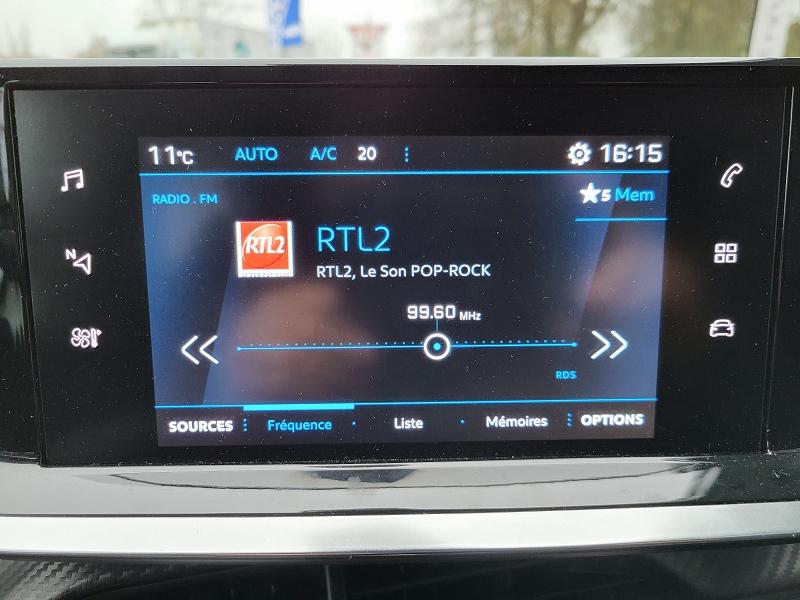 11°C AUTO A/C 20 16:15
RADIO . FM
5 Mem
RTL2
RTL2
RTL2, Le Son POP-ROCK
99.60 MHz
RDS
SOURCES Fréquence Liste Mémoires OPTIONS
N